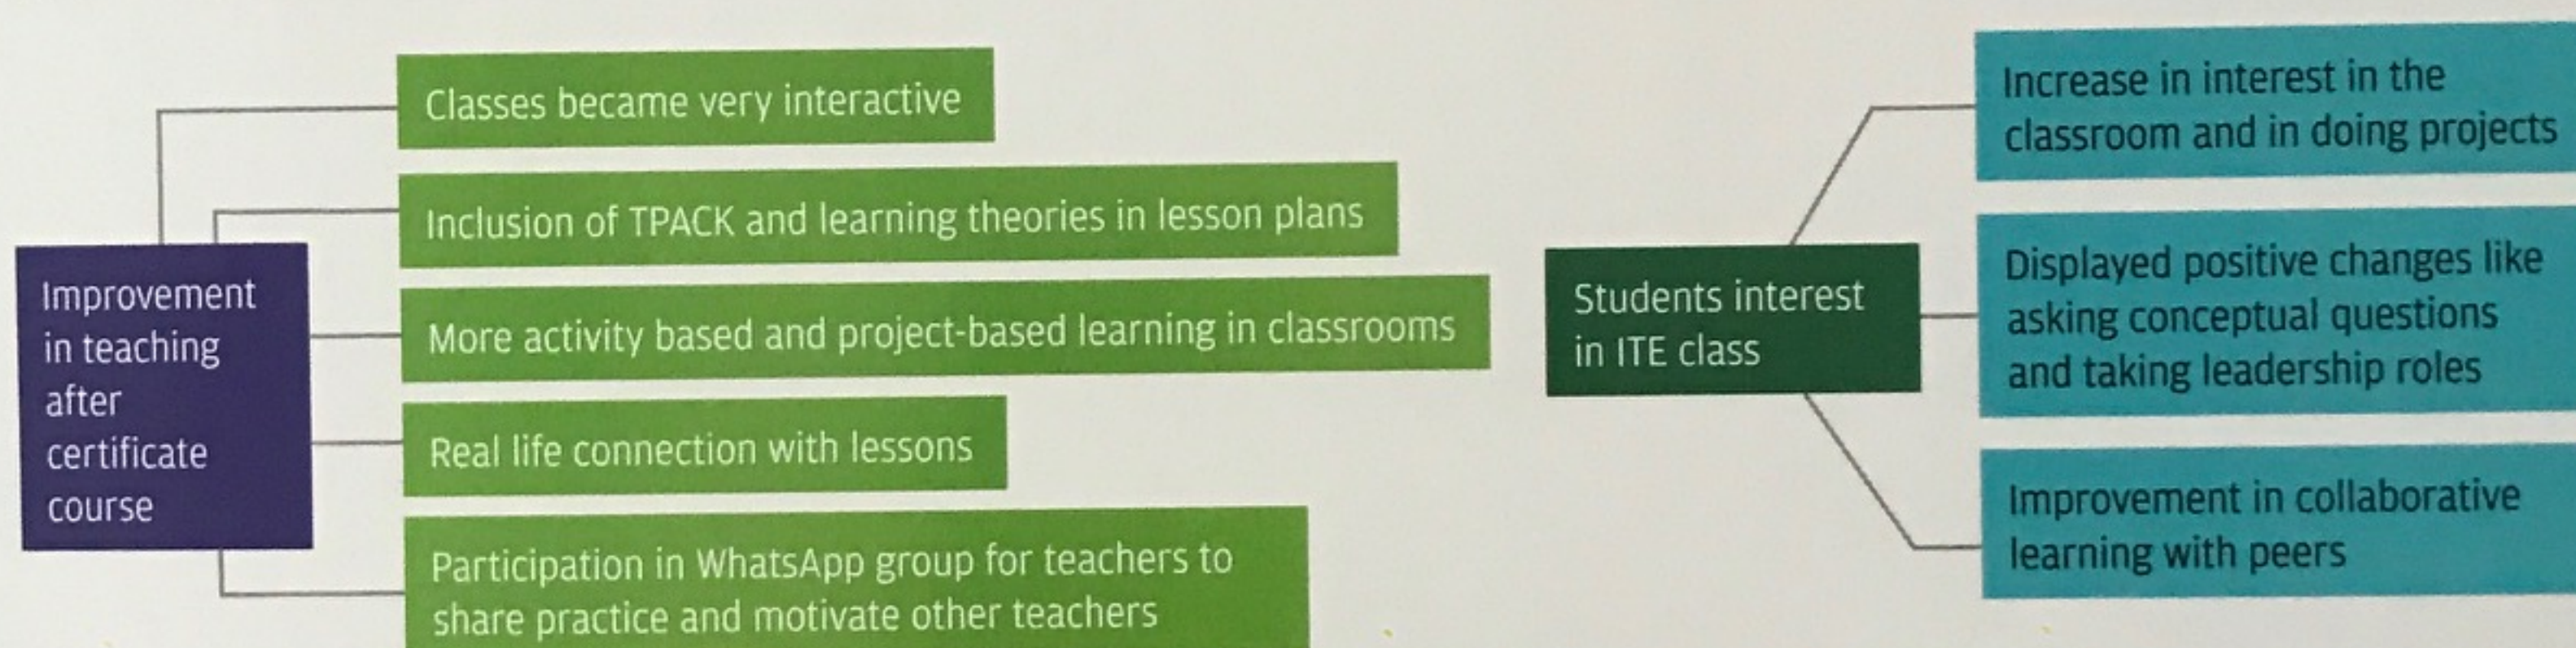 Classes became very interactive
Inclusion of TPACK and learning theories in lesson plans
Improvement
in teaching
after
certificate
course
More activity based and project-based learning in classrooms
Real life connection with lessons
Participation in WhatsApp group for teachers to
share practice and motivate other teachers
Students interest
in ITE class
Increase in interest in the
classroom and in doing projects
Displayed positive changes like
asking conceptual questions
and taking leadership roles
Improvement in collaborative
learning with peers